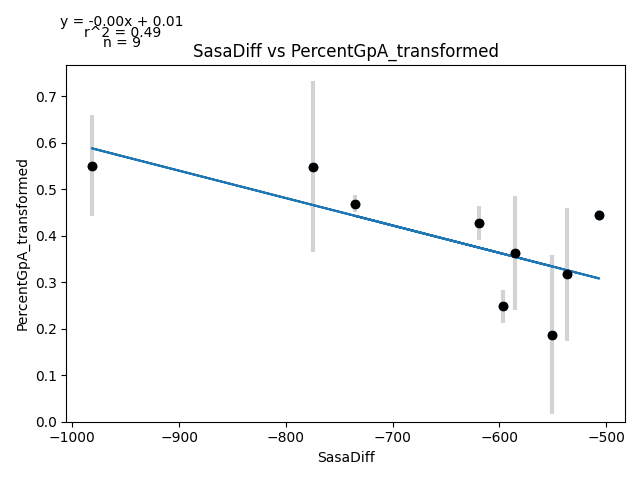 y = -0.00x + 0.01
r^2 = 0.49
n = 9
SasaDiff vs PercentGpA_transformed
PercentGpA_transformed
0.7
0.6
0.5
0.4
0.3
0.2
0.1
0.0
−1000 −900 −800 −700 −600 −500
SasaDiff